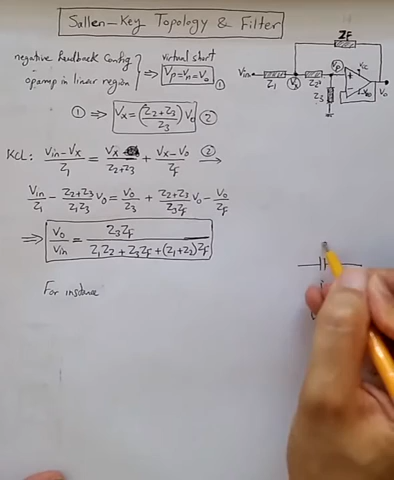 Sallen-Key Topology & Filter
negative feedback config
opamp in linear region
virtual short
⇒ Vp=Vn=Vo ①
① ⇒ Vx = (Z2+Z3 / Z3) Vo ②
KCL: Vin-Vx / Z1 = Vx / Z2+Z3 + Vx-Vo / Zf ② →
Vin / Z1 - Z2+Z3 / Z1Z3 Vo = Vo / Z3 + Z2+Z3 / Z3Zf Vo - Vo / Zf
⇒ Vo / Vin = Z3Zf / Z1Z2 + Z3Zf + (Z1+Z2)Zf
For instance
Zf
Vin
Z1
Vx
Z2
Vp
Z3
Vcc
Vo